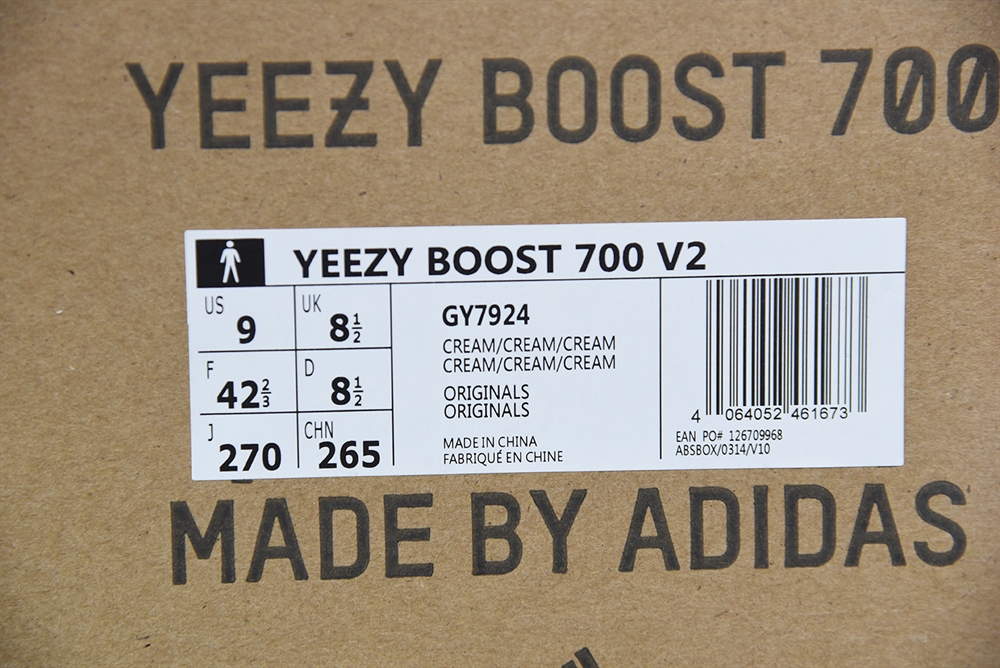 YEEZY BOOST 700
YEEZY BOOST 700 V2
US 9 UK 8½
F 42⅔ D 8½
J 270 CHN 265
GY7924
CREAM/CREAM/CREAM
CREAM/CREAM/CREAM
ORIGINALS
ORIGINALS
MADE IN CHINA
FABRIQUÉ EN CHINE
4 064052 461673
EAN PO# 126709968
ABSBOX/0314/V10
MADE BY ADIDAS